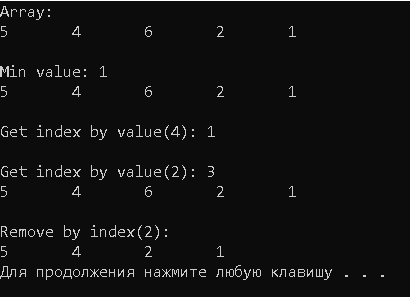 Array:
5 4 6 2 1
Min value: 1
5 4 6 2 1
Get index by value(4): 1
Get index by value(2): 3
5 4 6 2 1
Remove by index(2):
5 4 2 1
Для продолжения нажмите любую клавишу . . .